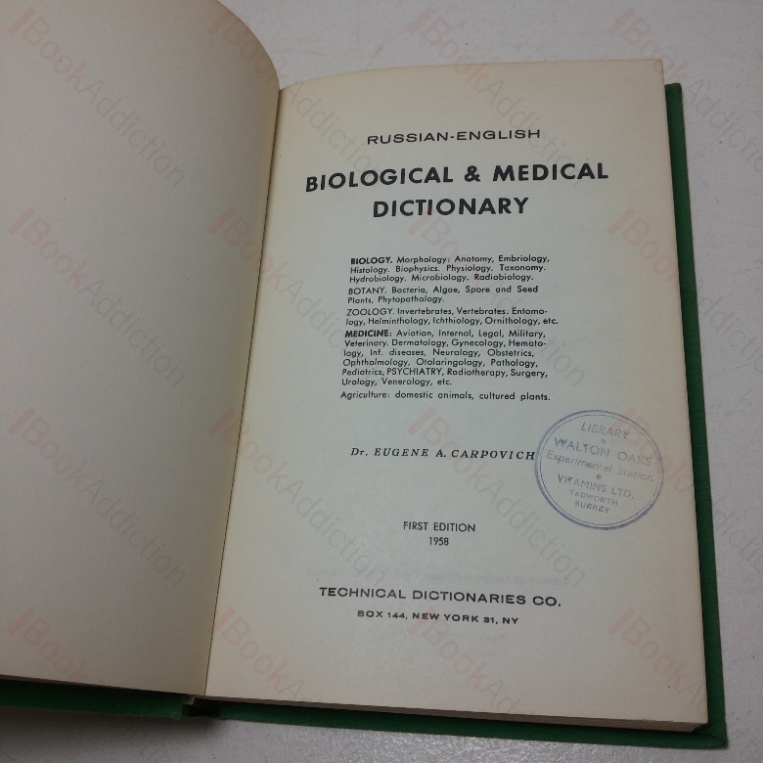 RUSSIAN-ENGLISH
BIOLOGICAL & MEDICAL
DICTIONARY
BIOLOGY. Morphology: Anatomy, Embriology,
Histology. Biophysics. Physiology, Taxonomy.
Hydrobiology. Microbiology. Radiobiology.
BOTANY. Bacteria, Algae, Spore and Seed
Plants, Phytopathology.
ZOOLOGY. Invertebrates, Vertebrates. Entomo-
logy, Helminthology, Ichthiology, Ornithology, etc.
MEDICINE: Aviation, Internal, Legal, Military,
Veterinary. Dermatology, Gynecology, Hemato-
logy, Inf. diseases, Neurology, Obstetrics,
Ophthalmology, Otolaringology, Pathology,
Pediatrics, PSYCHIATRY, Radiotherapy, Surgery,
Urology, Venerology, etc.
Agriculture: domestic animals, cultured plants.
Dr. EUGENE A. CARPOVICH
LIBRARY
WALTON OAKS
Experimental Station
VITAMINS LTD.
TADWORTH
SURREY
FIRST EDITION
1958
TECHNICAL DICTIONARIES CO.
BOX 144, NEW YORK 31, NY
BookAddiction